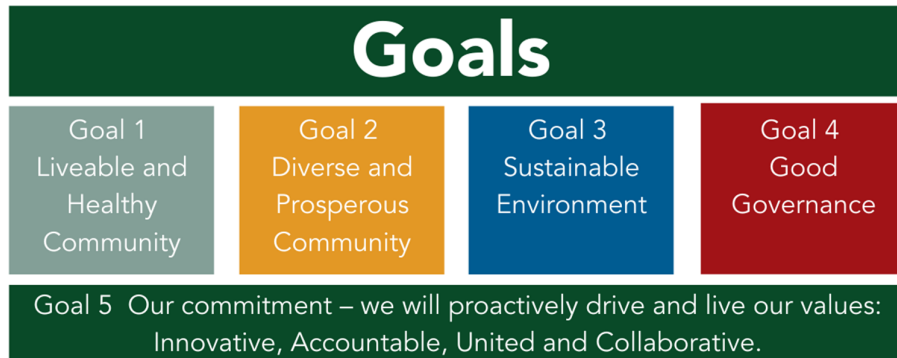 Goals
Goal 1
Liveable and
Healthy
Community
Goal 2
Diverse and
Prosperous
Community
Goal 3
Sustainable
Environment
Goal 4
Good
Governance
Goal 5 Our commitment – we will proactively drive and live our values:
Innovative, Accountable, United and Collaborative.